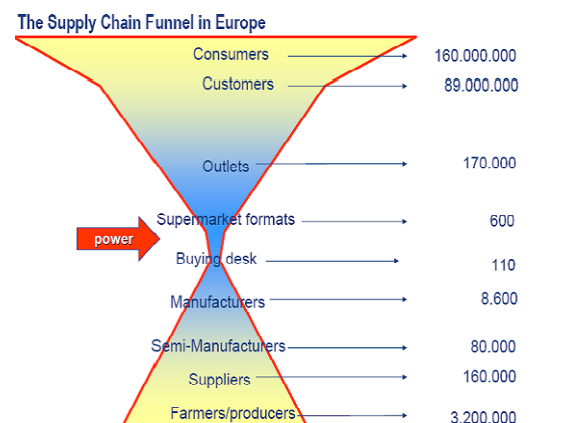 The Supply Chain Funnel in Europe
Consumers 160.000.000
Customers 89.000.000
Outlets 170.000
Supermarket formats 600
power
Buying desk 110
Manufacturers 8.600
Semi-Manufacturers 80.000
Suppliers 160.000
Farmers/producers 3.200.000